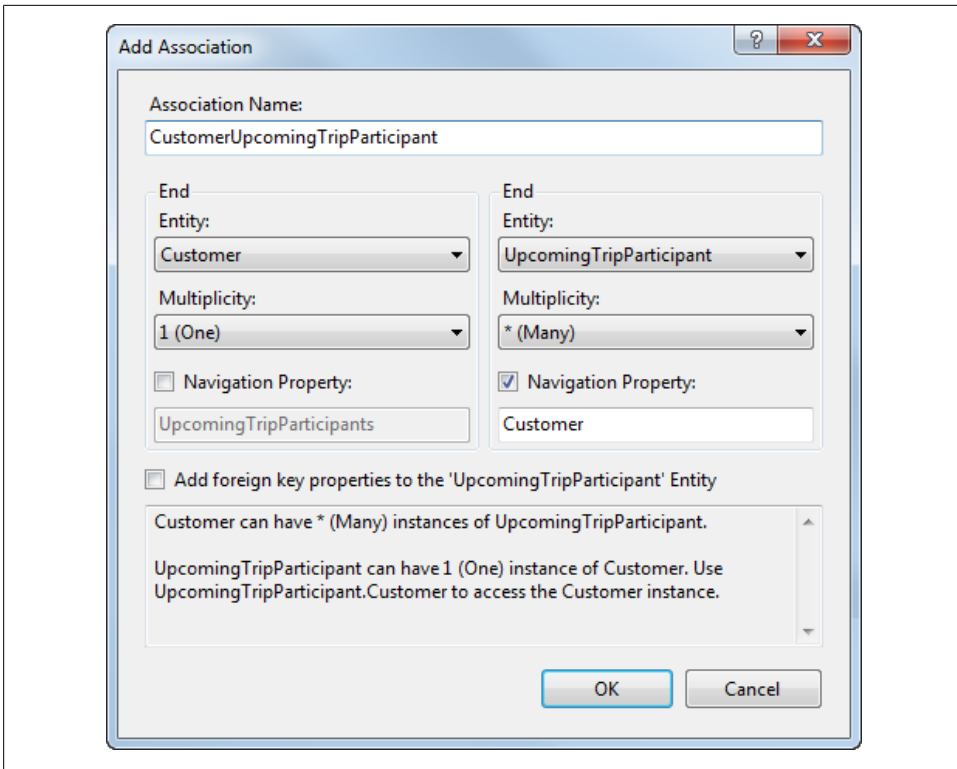 Add Association
Association Name:
CustomerUpcomingTripParticipant
End
Entity:
Customer
Multiplicity:
1 (One)
Navigation Property:
UpcomingTripParticipants
End
Entity:
UpcomingTripParticipant
Multiplicity:
* (Many)
Navigation Property:
Customer
Add foreign key properties to the 'UpcomingTripParticipant' Entity
Customer can have * (Many) instances of UpcomingTripParticipant.
UpcomingTripParticipant can have 1 (One) instance of Customer. Use
UpcomingTripParticipant.Customer to access the Customer instance.
OK
Cancel